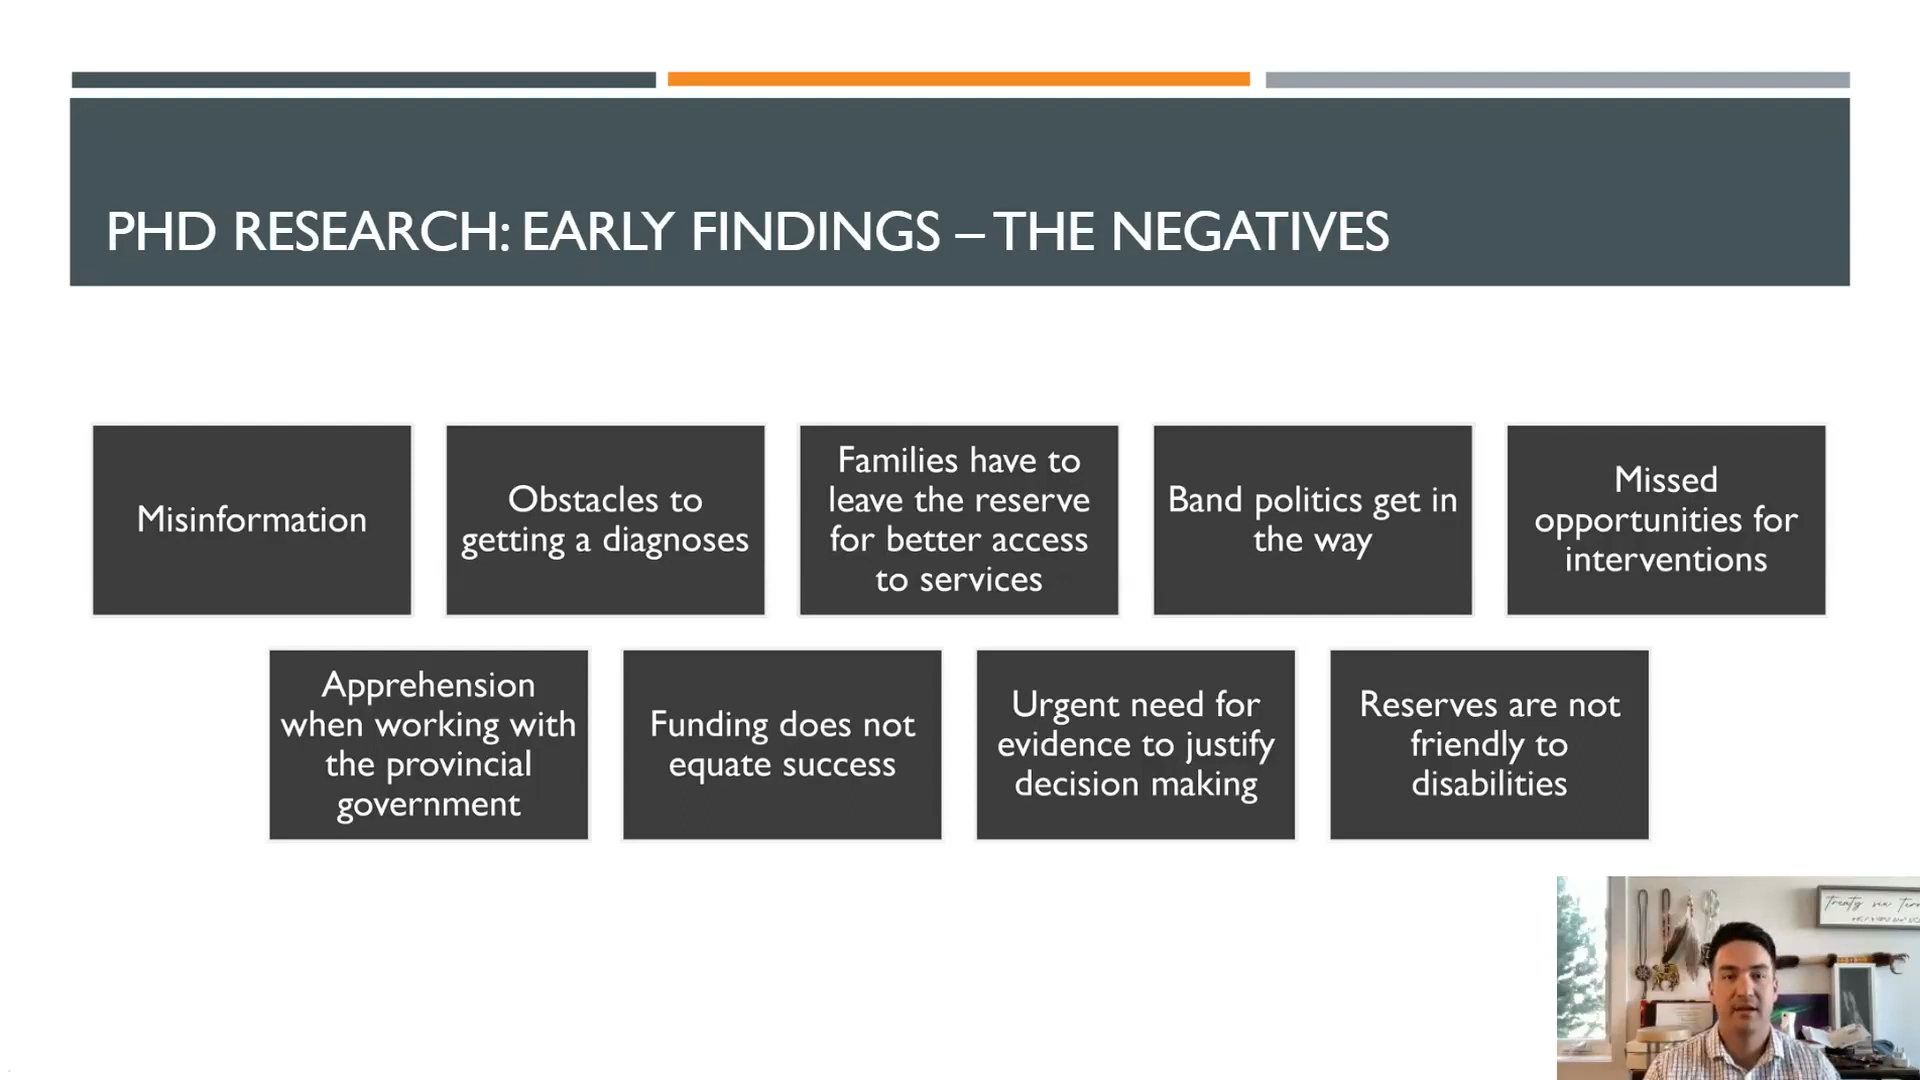 PHD RESEARCH: EARLY FINDINGS – THE NEGATIVES
Misinformation
Obstacles to
getting a diagnoses
Families have to
leave the reserve
for better access
to services
Band politics get in
the way
Missed
opportunities for
interventions
Apprehension
when working with
the provincial
government
Funding does not
equate success
Urgent need for
evidence to justify
decision making
Reserves are not
friendly to
disabilities
Treaty six